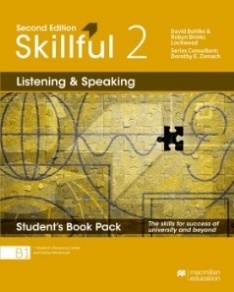 Second Edition
Skillful 2
David Bohlke &
Robyn Brinks
Lockwood
Series Consultant:
Dorothy E. Zemach
Listening & Speaking
Student's Book Pack
The skills for success at
university and beyond
B1
macmillan
education